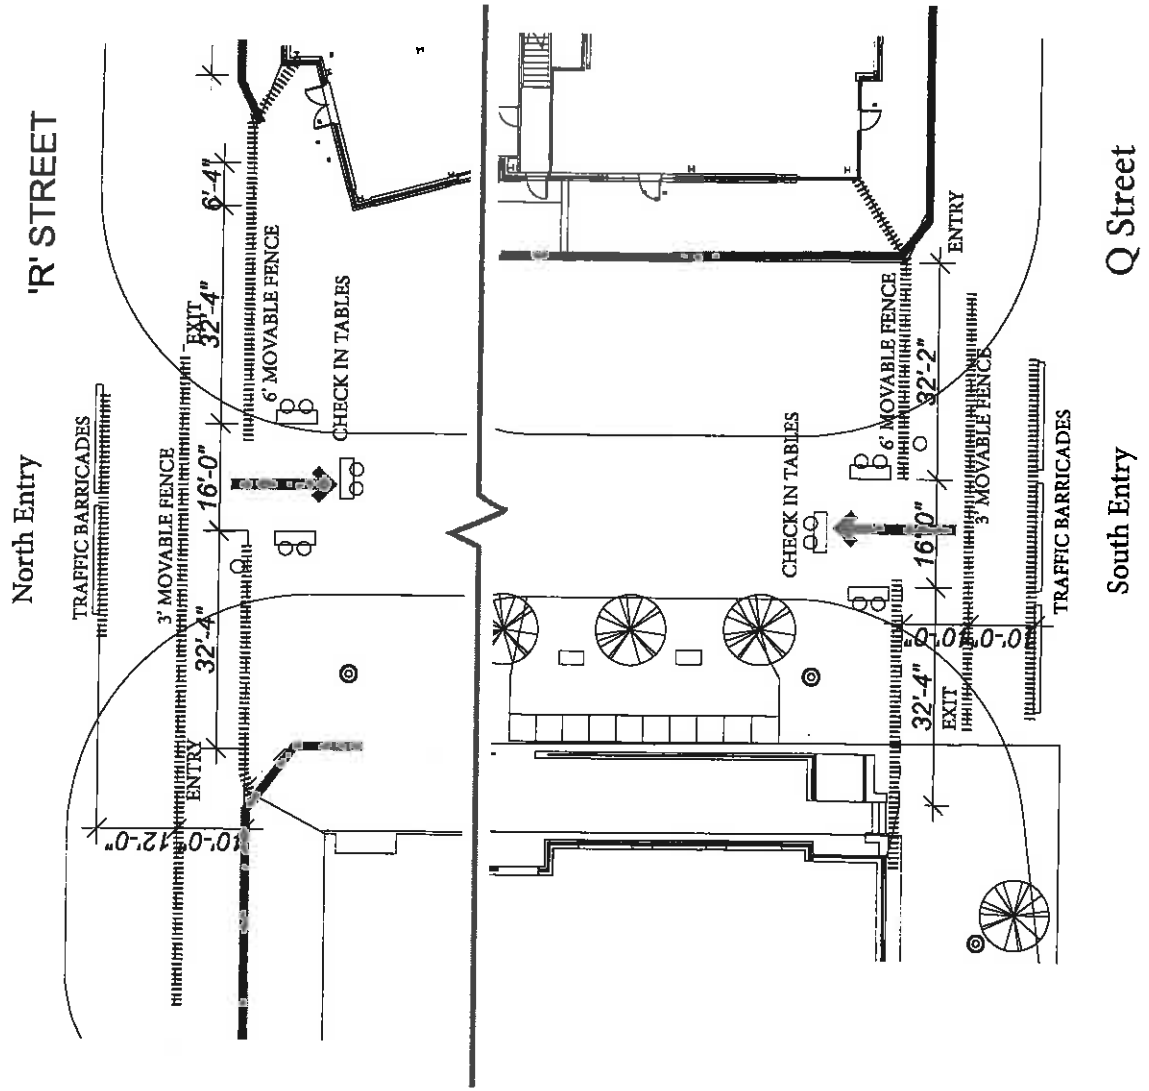 'R' STREET
North Entry
TRAFFIC BARRICADES
3' MOVABLE FENCE
EXIT
ENTRY
6'-4"
32'-4"
16'-0"
32'-4"
10'-0"
12'-0"
6' MOVABLE FENCE
CHECK IN TABLES
CHECK IN TABLES
6' MOVABLE FENCE
ENTRY
32'-2"
16'-0"
32'-4"
10'-0"
10'-0"
EXIT
3' MOVABLE FENCE
TRAFFIC BARRICADES
Q Street
South Entry